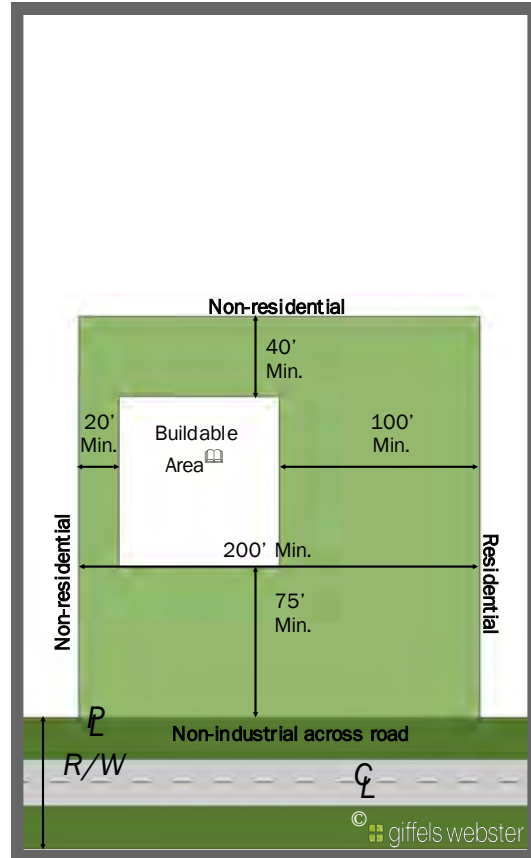 Non-residential
40’
Min.
20’
Min.
Buildable
Area
100’
Min.
Non-residential
200’ Min.
Residential
75’
Min.
PL
Non-industrial across road
R/W
CL
© giffels webster